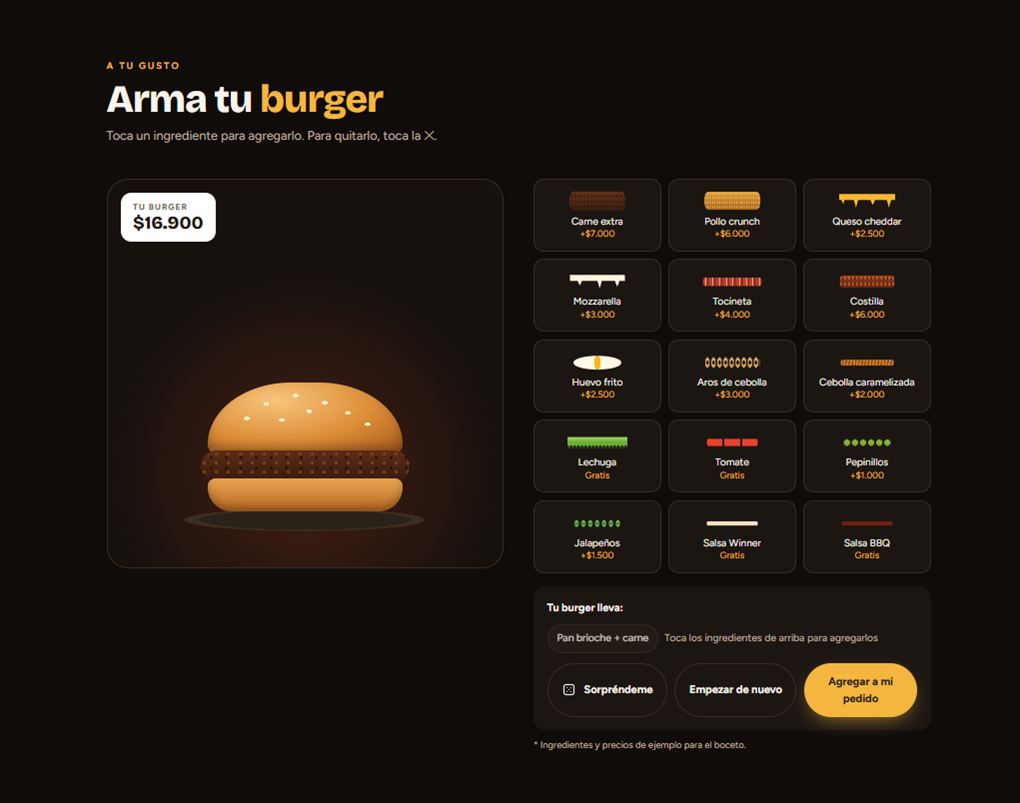 A TU GUSTO
Arma tu burger
Toca un ingrediente para agregarlo. Para quitarlo, toca la ✕.
TU BURGER
$16.900
Carne extra
+$7.000
Pollo crunch
+$6.000
Queso cheddar
+$2.500
Mozzarella
+$3.000
Tocineta
+$4.000
Costilla
+$6.000
Huevo frito
+$2.500
Aros de cebolla
+$3.000
Cebolla caramelizada
+$2.000
Lechuga
Gratis
Tomate
Gratis
Pepinillos
+$1.000
Jalapeños
+$1.500
Salsa Winner
Gratis
Salsa BBQ
Gratis
Tu burger lleva:
Pan brioche + carne
Toca los ingredientes de arriba para agregarlos
Sorpréndeme
Empezar de nuevo
Agregar a mi
pedido
* Ingredientes y precios de ejemplo para el boceto.